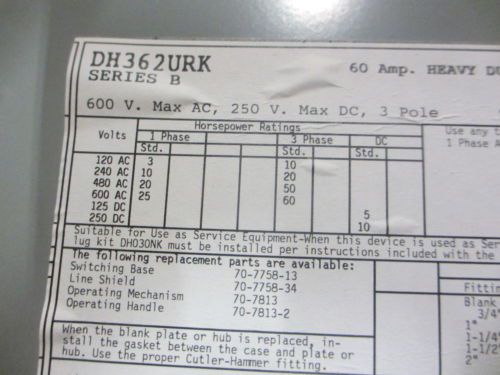 DH362URK
SERIES B
60 Amp. HEAVY DU
600 V. Max AC, 250 V. Max DC, 3 Pole
Horsepower Ratings
Use any
Volts 1 Phase 3 Phase DC
1 Phase A
Std. Std. Std.
120 AC 3
240 AC 10 10
480 AC 20 20
600 AC 25 50
125 DC 60 5
250 DC 10
Suitable for Use as Service Equipment-When this device is used as Serv
lug kit DH030NK must be installed per instructions included with the
The following replacement parts are available:
Switching Base 70-7758-13
Line Shield 70-7758-34
Operating Mechanism 70-7813
Operating Handle 70-7813-2
Fittin
Blank
3/4"
1"
1-1/4"
1-1/2"
2"
When the blank plate or hub is replaced, in-
stall the gasket between the case and plate or
hub. Use the proper Cutler-Hammer fitting.